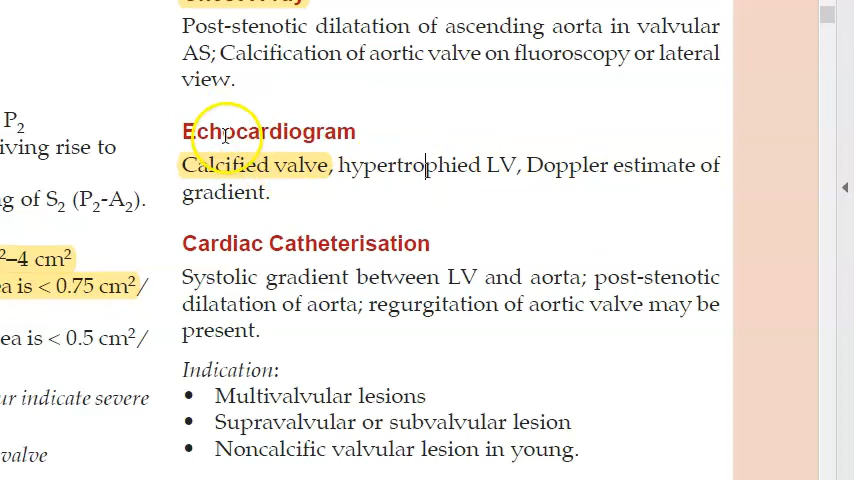 Post-stenotic dilatation of ascending aorta in valvular
AS; Calcification of aortic valve on fluoroscopy or lateral
view.
P₂
iving rise to
ng of S₂ (P₂-A₂).
²–4 cm²
ea is < 0.75 cm²/
ea is < 0.5 cm²/
ur indicate severe
valve
Echocardiogram
Calcified valve, hypertrophied LV, Doppler estimate of
gradient.
Cardiac Catheterisation
Systolic gradient between LV and aorta; post-stenotic
dilatation of aorta; regurgitation of aortic valve may be
present.
Indication:
• Multivalvular lesions
• Supravalvular or subvalvular lesion
• Noncalcific valvular lesion in young.